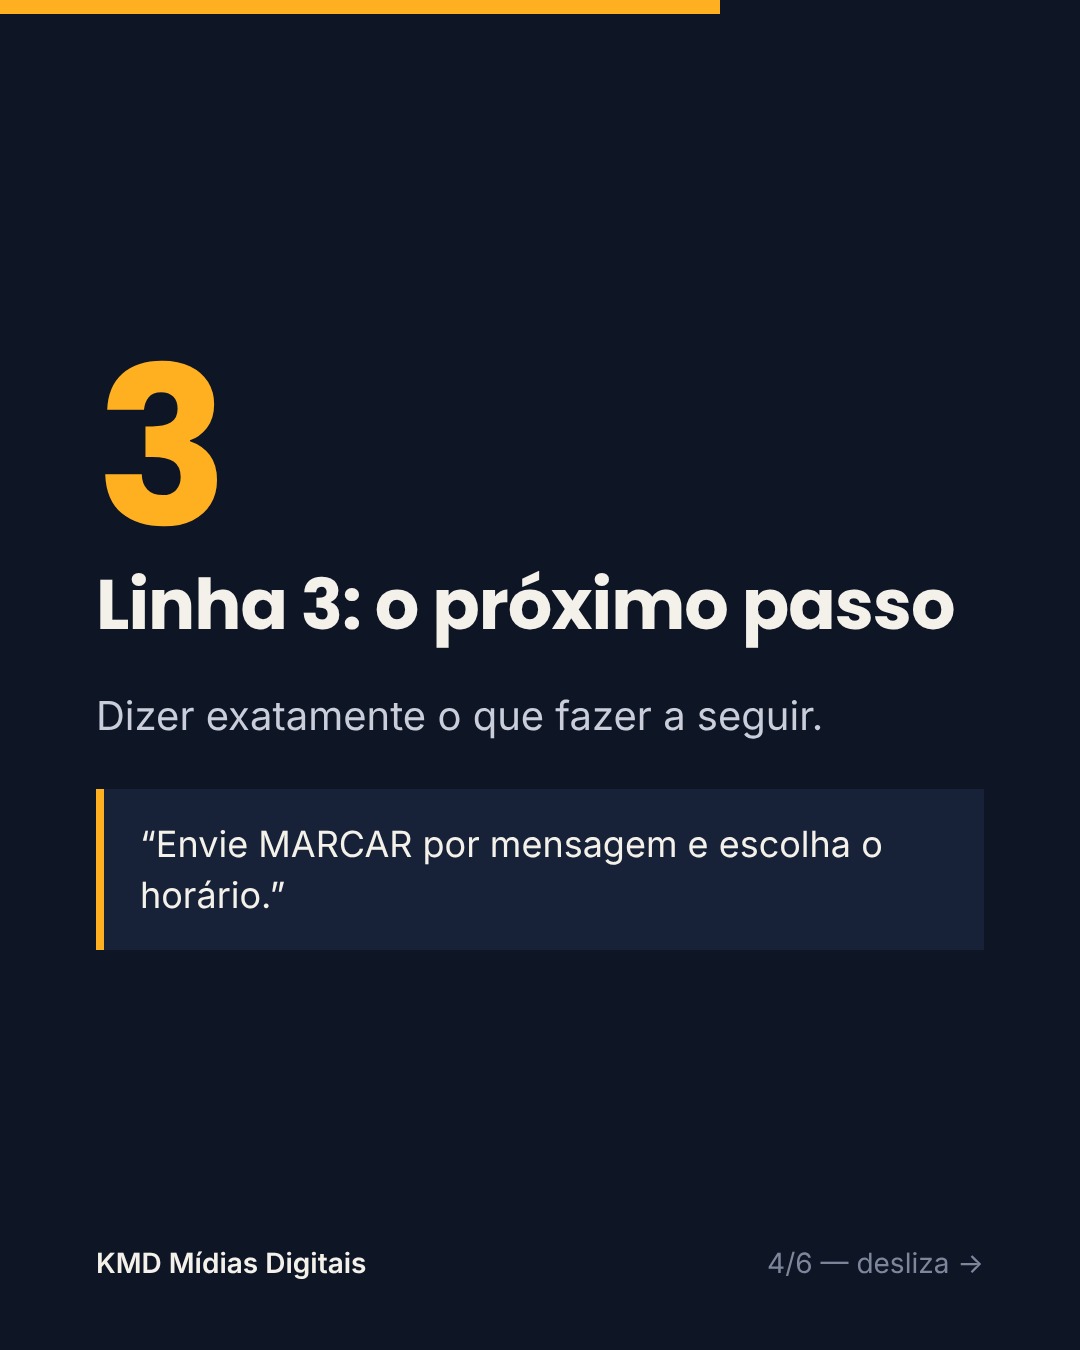 3
Linha 3: o próximo passo
Dizer exatamente o que fazer a seguir.
“Envie MARCAR por mensagem e escolha o
horário.”
KMD Mídias Digitais
4/6 — desliza →